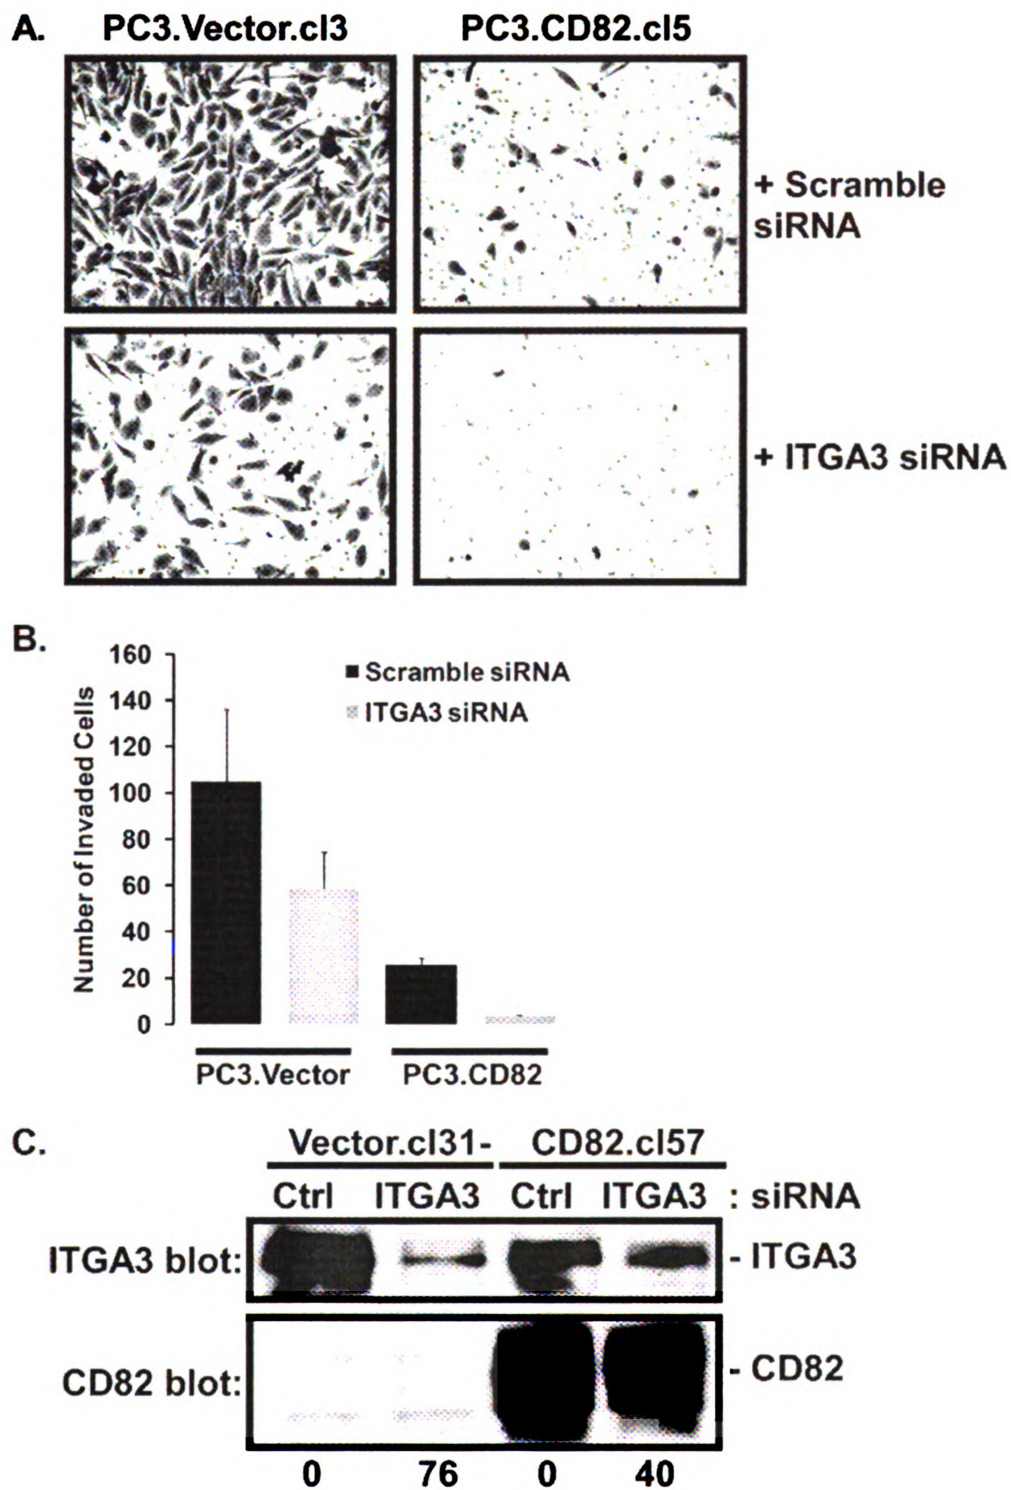 A. PC3.Vector.cl3 PC3.CD82.cl5
+ Scramble
siRNA
+ ITGA3 siRNA
B.
160
140
120
100
80
60
40
20
0
Number of Invaded Cells
Scramble siRNA
ITGA3 siRNA
PC3.Vector PC3.CD82
C. Vector.cl31- CD82.cl57
Ctrl ITGA3 Ctrl ITGA3 : siRNA
ITGA3 blot: - ITGA3
CD82 blot: - CD82
0 76 0 40